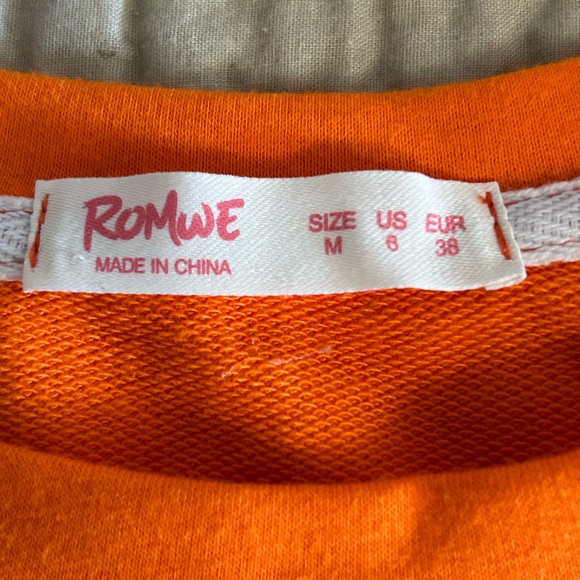 ROMWE
MADE IN CHINA
SIZE US EUR
M 6 38